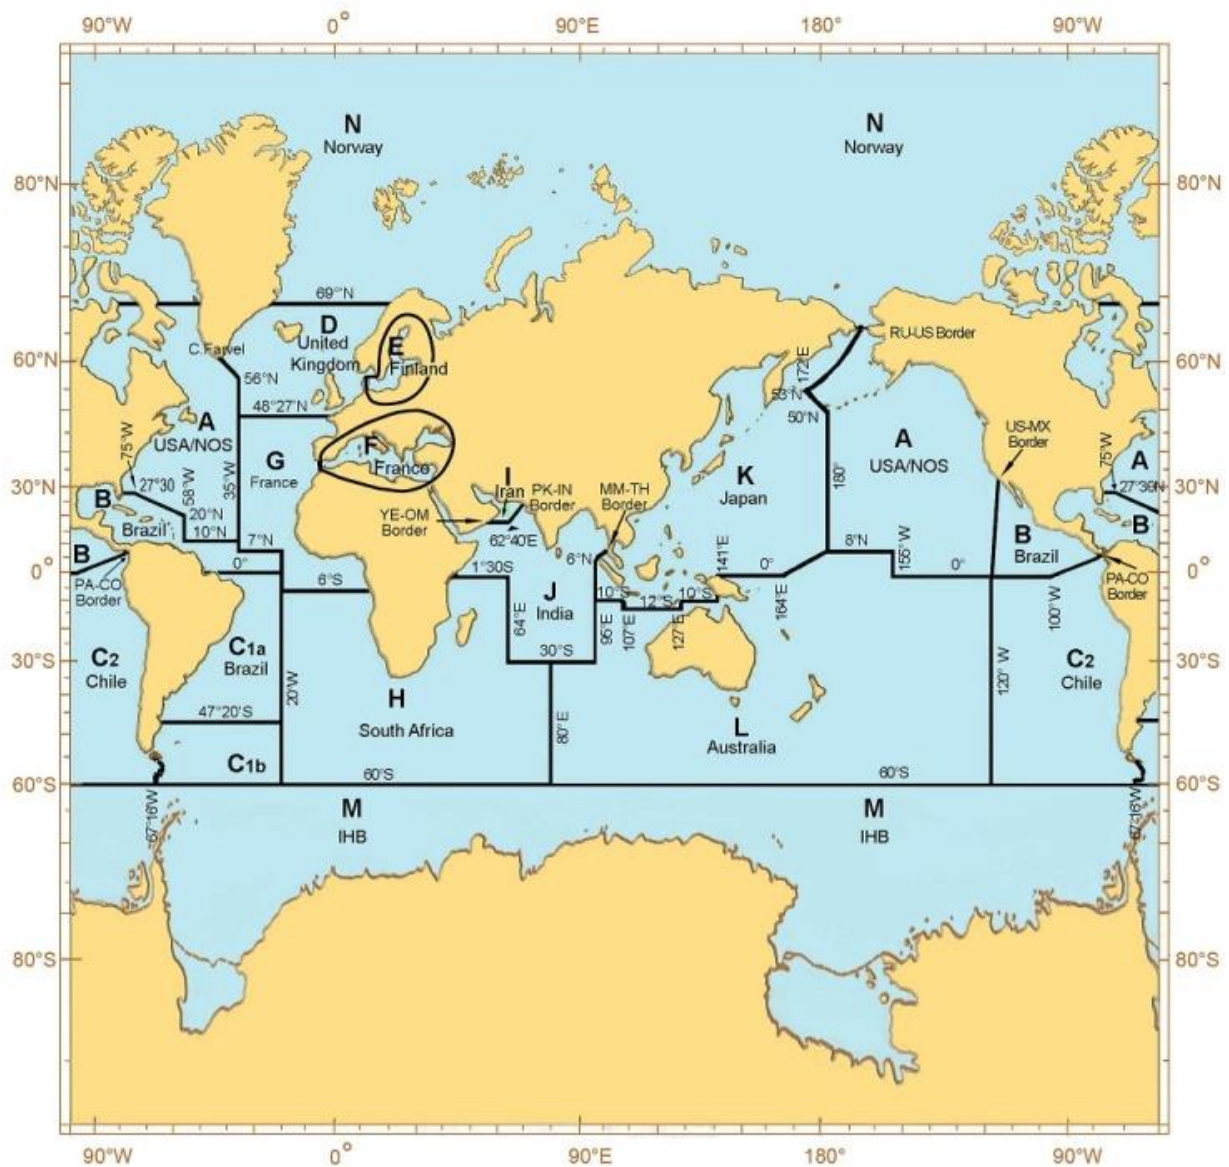 90°W 0° 90°E 180° 90°W
N
Norway
N
Norway
80°N 80°N
69°N
D
United
Kingdom
E
Finland
C.Farvel
RU-US Border
60°N 60°N
172°E
56°N
53°N
50°N
48°27'N
A
USA/NOS
75°W
G
France
F
France
K
Japan
A
USA/NOS
US-MX
Border
75°W
A
I
Iran
PK-IN
Border
MM-TH
Border
YE-OM
Border
62°40'E
30°N 30°N
27°30
58°W
35°W
180°
27°30N
B
Brazil
20°N
10°N
7°N
6°N
141°E
8°N
155°W
B
Brazil
B
B
0° 0°
0°
1°30S
0°
0°
PA-CO
Border
PA-CO
Border
6°S
J
India
64°E
10°S
12°S
10°S
95°E
107°E
127°E
164°E
100°W
C2
Chile
C1a
Brazil
30°S
30°S 30°S
20°W
120° W
C2
Chile
H
South Africa
47°20'S
80°E
L
Australia
C1b
60°S
60°S
60°S 60°S
67°16'W
67°16'W
M
IHB
M
IHB
80°S 80°S
90°W 0° 90°E 180° 90°W